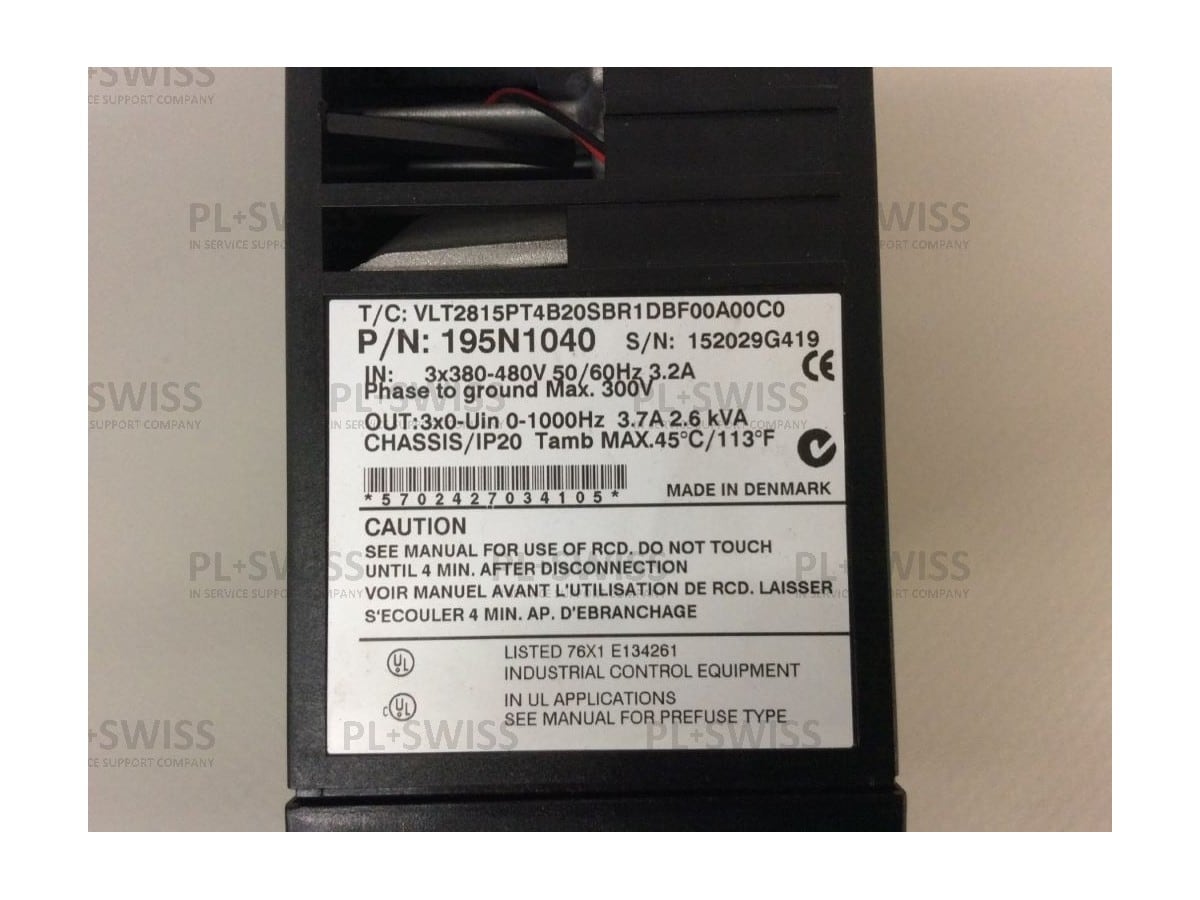 T/C: VLT2815PT4B20SBR1DBF00A00C0
P/N: 195N1040 S/N: 152029G419
CE
IN: 3x380-480V 50/60Hz 3.2A
Phase to ground Max. 300V
OUT:3x0-Uin 0-1000Hz 3.7A 2.6 kVA
CHASSIS/IP20 Tamb MAX.45°C/113°F
*5702427034105*
MADE IN DENMARK
CAUTION
SEE MANUAL FOR USE OF RCD. DO NOT TOUCH
UNTIL 4 MIN. AFTER DISCONNECTION
VOIR MANUEL AVANT L'UTILISATION DE RCD. LAISSER
S'ECOULER 4 MIN. AP. D'EBRANCHAGE
UL LISTED 76X1 E134261
INDUSTRIAL CONTROL EQUIPMENT
c UL IN UL APPLICATIONS
SEE MANUAL FOR PREFUSE TYPE
PL+SWISS
IN SERVICE SUPPORT COMPANY